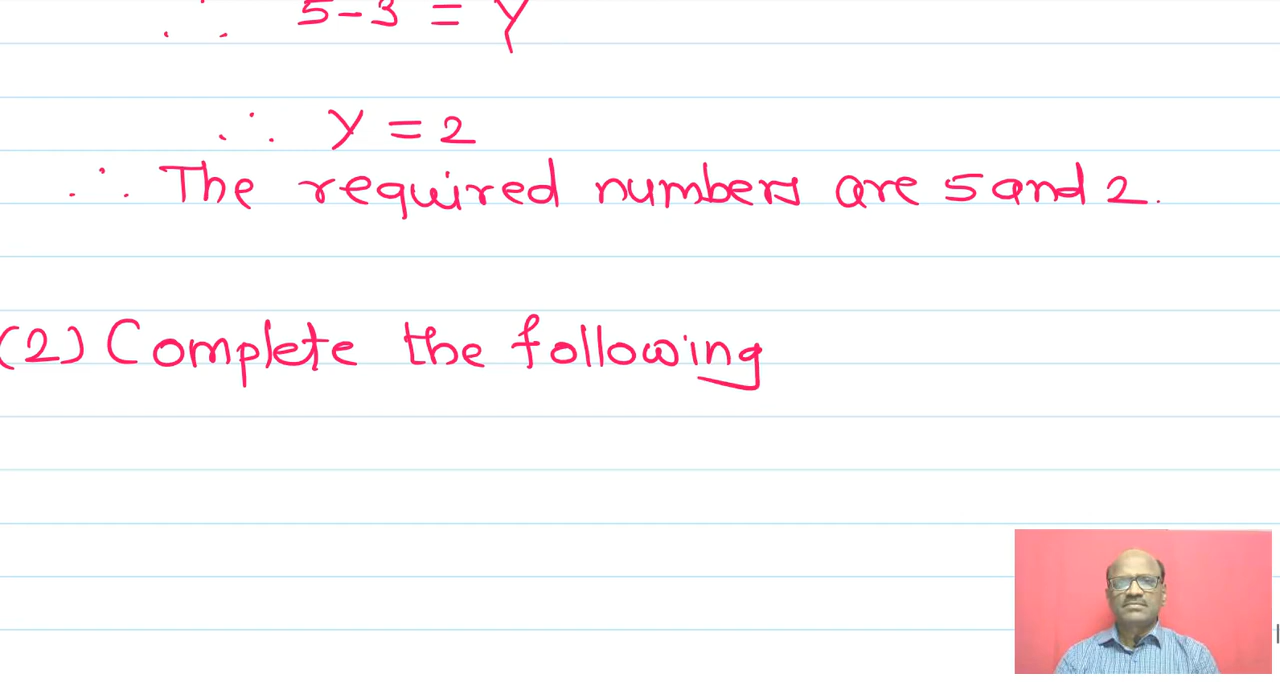 ∴ 5-3 = Y
∴ Y = 2
∴ The required numbers are 5 and 2.
(2) Complete the following